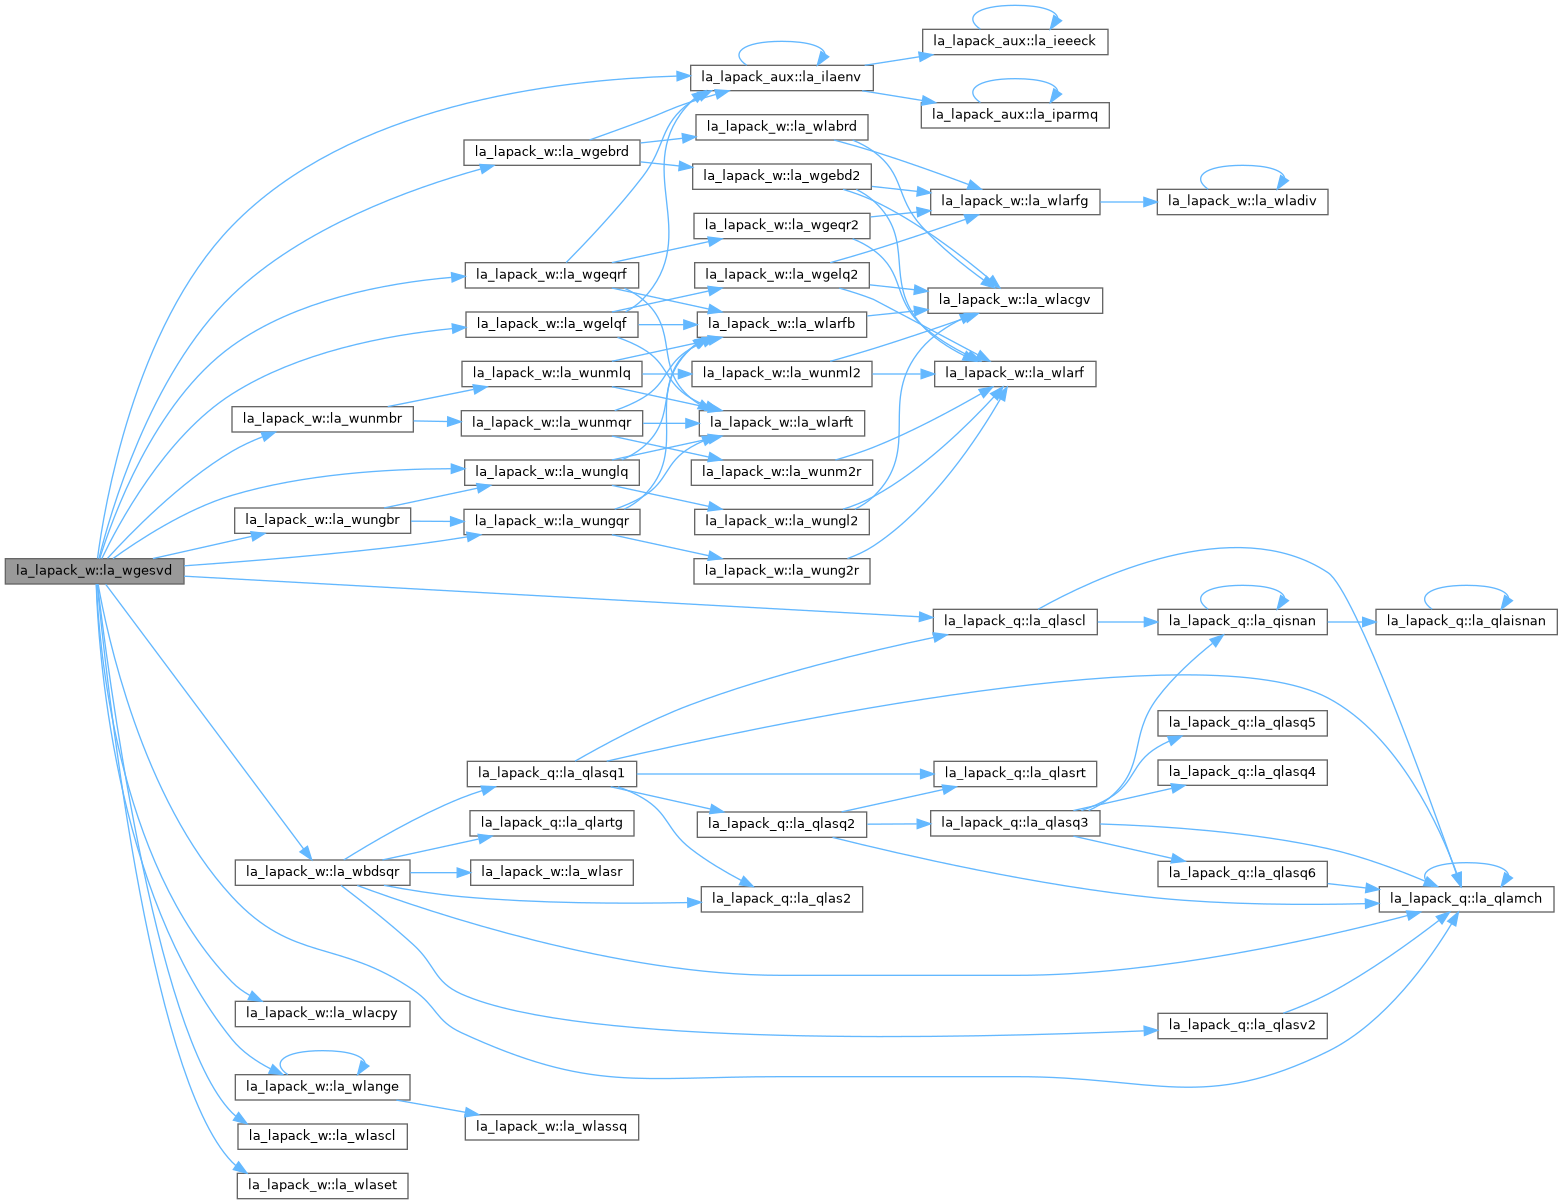 la_lapack_aux::la_ieeeck
la_lapack_aux::la_ilaenv
la_lapack_aux::la_iparmq
la_lapack_w::la_wlabrd
la_lapack_w::la_wgebrd
la_lapack_w::la_wgebd2
la_lapack_w::la_wlarfg
la_lapack_w::la_wladiv
la_lapack_w::la_wgeqr2
la_lapack_w::la_wgeqrf
la_lapack_w::la_wgelq2
la_lapack_w::la_wlacgv
la_lapack_w::la_wgelqf
la_lapack_w::la_wlarfb
la_lapack_w::la_wunmlq
la_lapack_w::la_wunml2
la_lapack_w::la_wlarf
la_lapack_w::la_wunmbr
la_lapack_w::la_wunmqr
la_lapack_w::la_wlarft
la_lapack_w::la_wunglq
la_lapack_w::la_wunm2r
la_lapack_w::la_wungbr
la_lapack_w::la_wungqr
la_lapack_w::la_wungl2
la_lapack_w::la_wgesvd
la_lapack_w::la_wung2r
la_lapack_q::la_qlascl
la_lapack_q::la_qisnan
la_lapack_q::la_qlaisnan
la_lapack_q::la_qlasq5
la_lapack_q::la_qlasq1
la_lapack_q::la_qlasrt
la_lapack_q::la_qlasq4
la_lapack_q::la_qlartg
la_lapack_q::la_qlasq2
la_lapack_q::la_qlasq3
la_lapack_w::la_wbdsqr
la_lapack_w::la_wlasr
la_lapack_q::la_qlasq6
la_lapack_q::la_qlas2
la_lapack_q::la_qlamch
la_lapack_w::la_wlacpy
la_lapack_q::la_qlasv2
la_lapack_w::la_wlange
la_lapack_w::la_wlassq
la_lapack_w::la_wlascl
la_lapack_w::la_wlaset